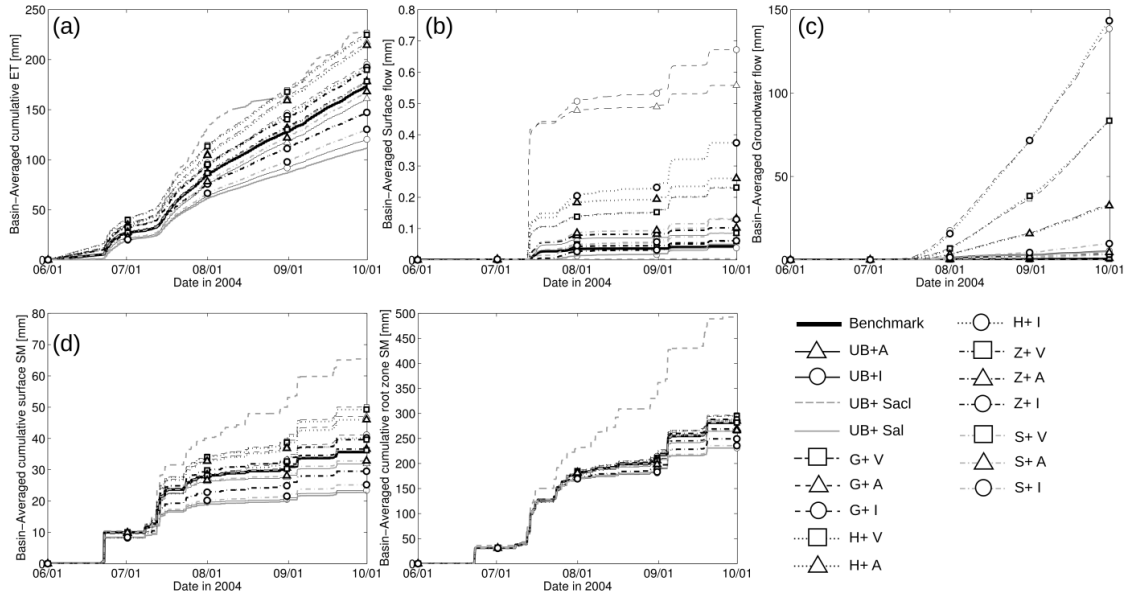 (a)
Basin−Averaged cumulative ET [mm]
250
200
150
100
50
0
06/01 07/01 08/01 09/01 10/01
Date in 2004
(b)
Basin−Averaged Surface flow [mm]
0.8
0.7
0.6
0.5
0.4
0.3
0.2
0.1
0
06/01 07/01 08/01 09/01 10/01
Date in 2004
(c)
Basin−Averaged Groundwater flow [mm]
150
100
50
0
06/01 07/01 08/01 09/01 10/01
Date in 2004
(d)
Basin−Averaged cumulative surface SM [mm]
80
70
60
50
40
30
20
10
0
06/01 07/01 08/01 09/01 10/01
Date in 2004
Basin−Averaged cumulative root zone SM [mm]
500
450
400
350
300
250
200
150
100
50
0
06/01 07/01 08/01 09/01 10/01
Date in 2004
Benchmark
UB+A
UB+I
UB+ Sacl
UB+ Sal
G+ V
G+ A
G+ I
H+ V
H+ A
H+ I
Z+ V
Z+ A
Z+ I
S+ V
S+ A
S+ I